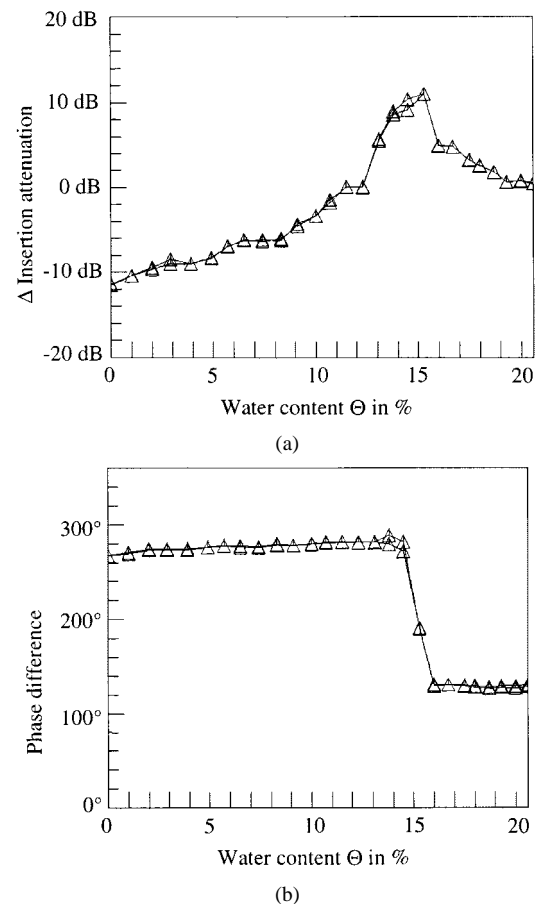 20 dB
10 dB
0 dB
-10 dB
-20 dB
Δ Insertion attenuation
0 5 10 15 20
Water content Θ in %
(a)
300°
200°
100°
0°
Phase difference
0 5 10 15 20
Water content Θ in %
(b)